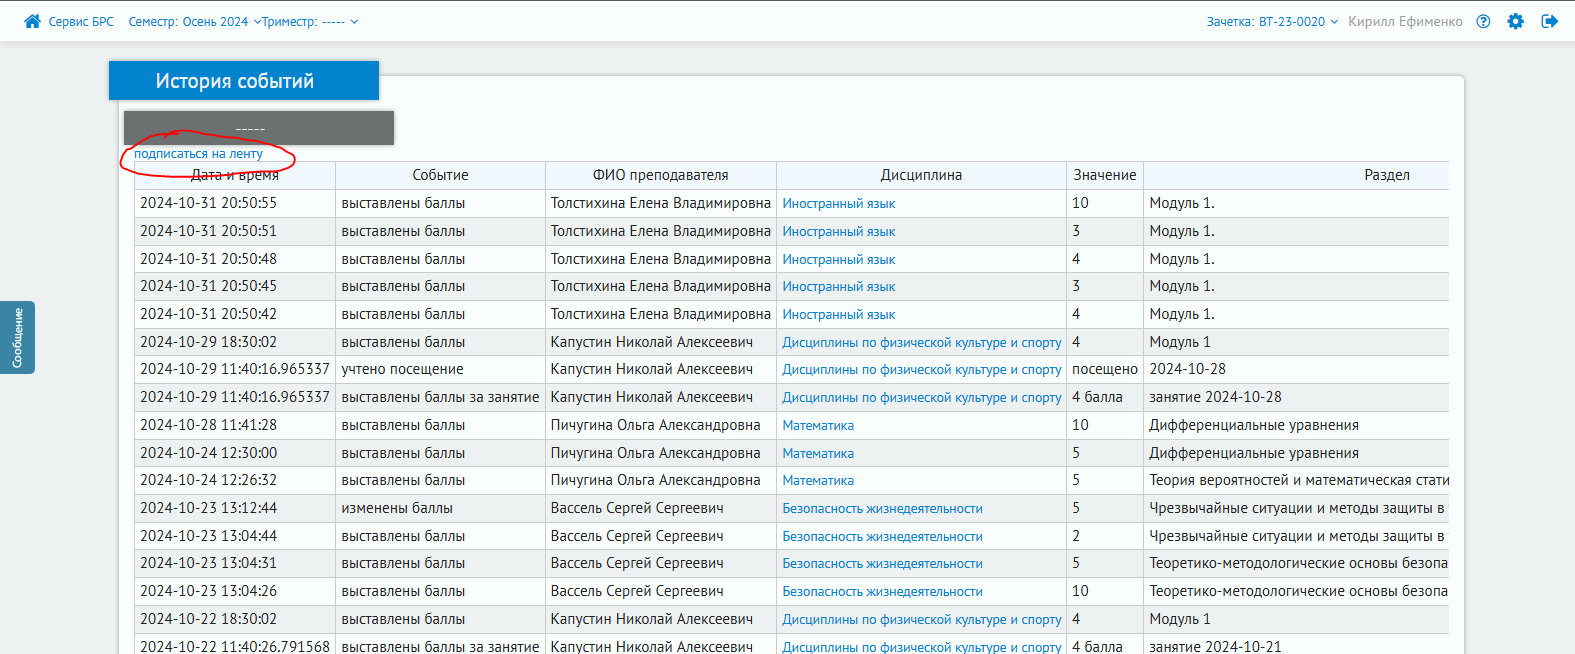 Сервис БРС Семестр: Осень 2024 Триместр: ----- Зачетка: ВТ-23-0020 Кирилл Ефименко
История событий
-----
подписаться на ленту
Дата и время Событие ФИО преподавателя Дисциплина Значение Раздел
2024-10-31 20:50:55 выставлены баллы Толстихина Елена Владимировна Иностранный язык 10 Модуль 1.
2024-10-31 20:50:51 выставлены баллы Толстихина Елена Владимировна Иностранный язык 3 Модуль 1.
2024-10-31 20:50:48 выставлены баллы Толстихина Елена Владимировна Иностранный язык 4 Модуль 1.
2024-10-31 20:50:45 выставлены баллы Толстихина Елена Владимировна Иностранный язык 3 Модуль 1.
2024-10-31 20:50:42 выставлены баллы Толстихина Елена Владимировна Иностранный язык 4 Модуль 1.
Сообщение
2024-10-29 18:30:02 выставлены баллы Капустин Николай Алексеевич Дисциплины по физической культуре и спорту 4 Модуль 1
2024-10-29 11:40:16.965337 учтено посещение Капустин Николай Алексеевич Дисциплины по физической культуре и спорту посещено 2024-10-28
2024-10-29 11:40:16.965337 выставлены баллы за занятие Капустин Николай Алексеевич Дисциплины по физической культуре и спорту 4 балла занятие 2024-10-28
2024-10-28 11:41:28 выставлены баллы Пичугина Ольга Александровна Математика 10 Дифференциальные уравнения
2024-10-24 12:30:00 выставлены баллы Пичугина Ольга Александровна Математика 5 Дифференциальные уравнения
2024-10-24 12:26:32 выставлены баллы Пичугина Ольга Александровна Математика 5 Теория вероятностей и математическая стати
2024-10-23 13:12:44 изменены баллы Вассель Сергей Сергеевич Безопасность жизнедеятельности 5 Чрезвычайные ситуации и методы защиты в
2024-10-23 13:04:44 выставлены баллы Вассель Сергей Сергеевич Безопасность жизнедеятельности 2 Чрезвычайные ситуации и методы защиты в
2024-10-23 13:04:31 выставлены баллы Вассель Сергей Сергеевич Безопасность жизнедеятельности 5 Теоретико-методологические основы безопа
2024-10-23 13:04:26 выставлены баллы Вассель Сергей Сергеевич Безопасность жизнедеятельности 10 Теоретико-методологические основы безопа
2024-10-22 18:30:02 выставлены баллы Капустин Николай Алексеевич Дисциплины по физической культуре и спорту 4 Модуль 1
2024-10-22 11:40:26.791568 выставлены баллы за занятие Капустин Николай Алексеевич Дисциплины по физической культуре и спорту 4 балла занятие 2024-10-21